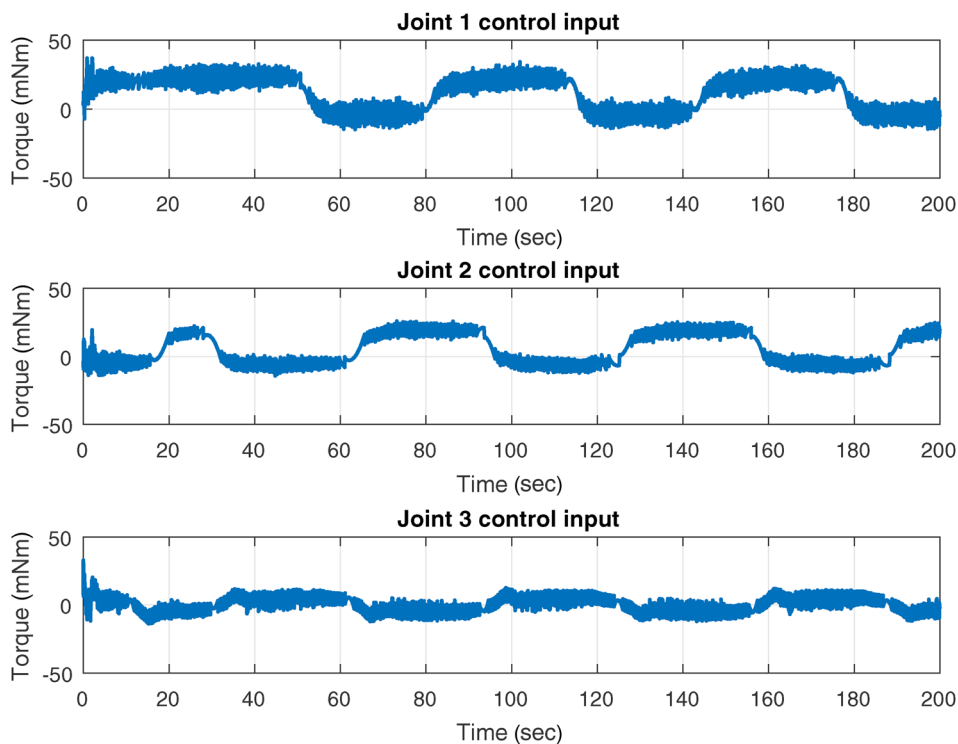 Joint 1 control input
50
0
-50
Torque (mNm)
0 20 40 60 80 100 120 140 160 180 200
Time (sec)
Joint 2 control input
50
0
-50
Torque (mNm)
0 20 40 60 80 100 120 140 160 180 200
Time (sec)
Joint 3 control input
50
0
-50
Torque (mNm)
0 20 40 60 80 100 120 140 160 180 200
Time (sec)